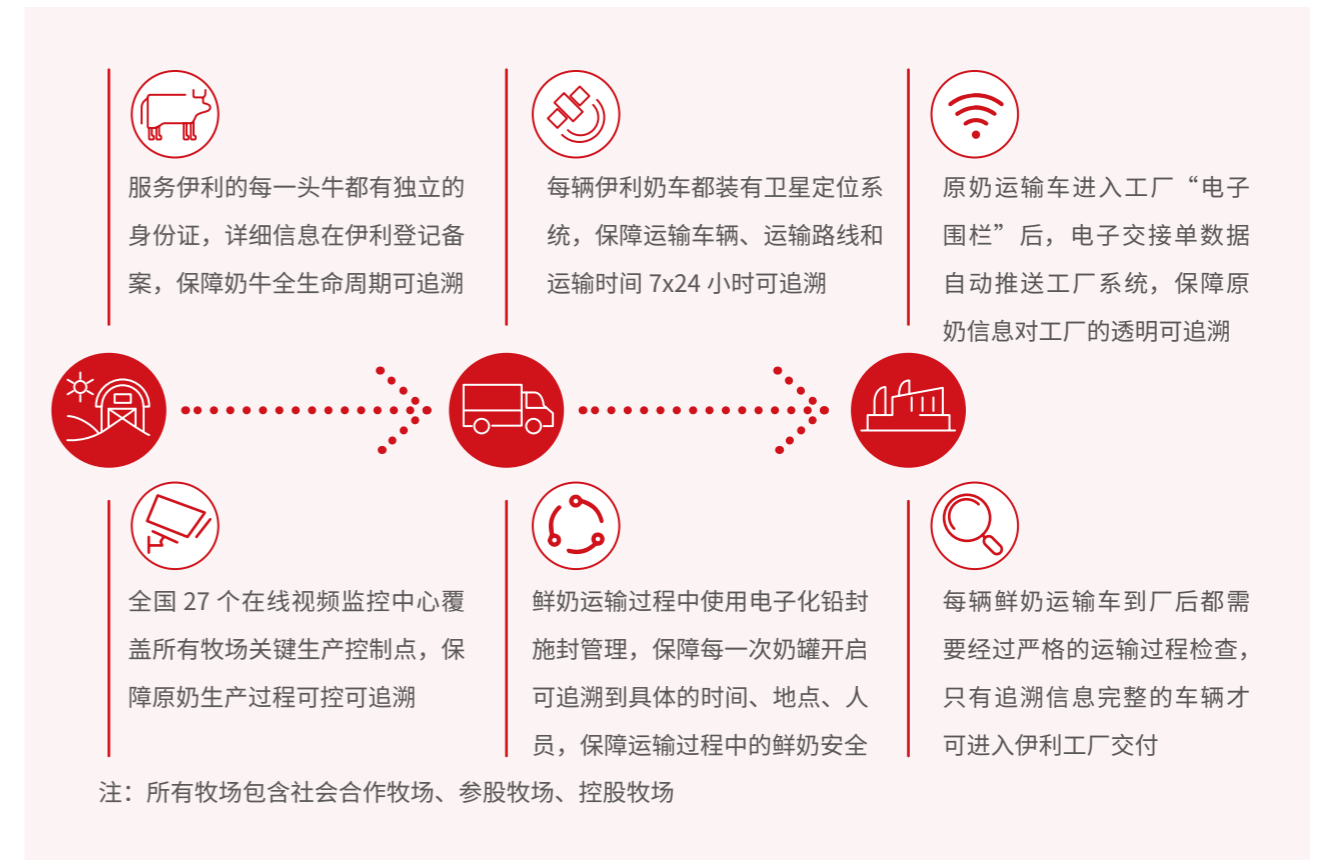 服务伊利的每一头牛都有独立的
身份证，详细信息在伊利登记备
案，保障奶牛全生命周期可追溯
每辆伊利奶车都装有卫星定位系
统，保障运输车辆、运输路线和
运输时间 7x24 小时可追溯
原奶运输车进入工厂“电子
围栏”后，电子交接单数据
自动推送工厂系统，保障原
奶信息对工厂的透明可追溯
全国 27 个在线视频监控中心覆
盖所有牧场关键生产控制点，保
障原奶生产过程可控可追溯
鲜奶运输过程中使用电子化铅封
施封管理，保障每一次奶罐开启
可追溯到具体的时间、地点、人
员，保障运输过程中的鲜奶安全
每辆鲜奶运输车到厂后都需
要经过严格的运输过程检查，
只有追溯信息完整的车辆才
可进入伊利工厂交付
注：所有牧场包含社会合作牧场、参股牧场、控股牧场